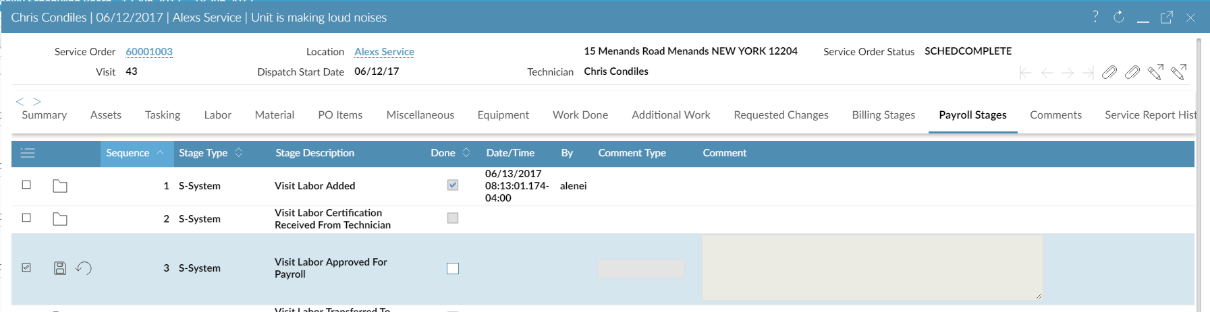 Chris Condiles | 06/12/2017 | Alexs Service | Unit is making loud noises
?
Service Order 60001003 Location Alexs Service 15 Menands Road Menands NEW YORK 12204 Service Order Status SCHEDCOMPLETE
Visit 43 Dispatch Start Date 06/12/17 Technician Chris Condiles
< >
Summary Assets Tasking Labor Material PO Items Miscellaneous Equipment Work Done Additional Work Requested Changes Billing Stages Payroll Stages Comments Service Report Hist
Sequence Stage Type Stage Description Done Date/Time By Comment Type Comment
1 S-System Visit Labor Added 06/13/2017
08:13:01.174-
04:00 alenei
2 S-System Visit Labor Certification
Received From Technician
3 S-System Visit Labor Approved For
Payroll
Visit Labor Transferred To